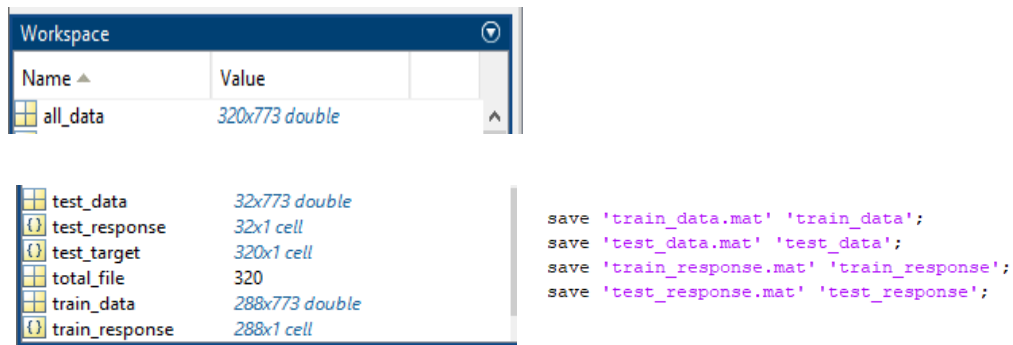 Workspace
Name Value
all_data 320x773 double
test_data 32x773 double
{} test_response 32x1 cell
{} test_target 320x1 cell
total_file 320
train_data 288x773 double
{} train_response 288x1 cell
save 'train_data.mat' 'train_data';
save 'test_data.mat' 'test_data';
save 'train_response.mat' 'train_response';
save 'test_response.mat' 'test_response';